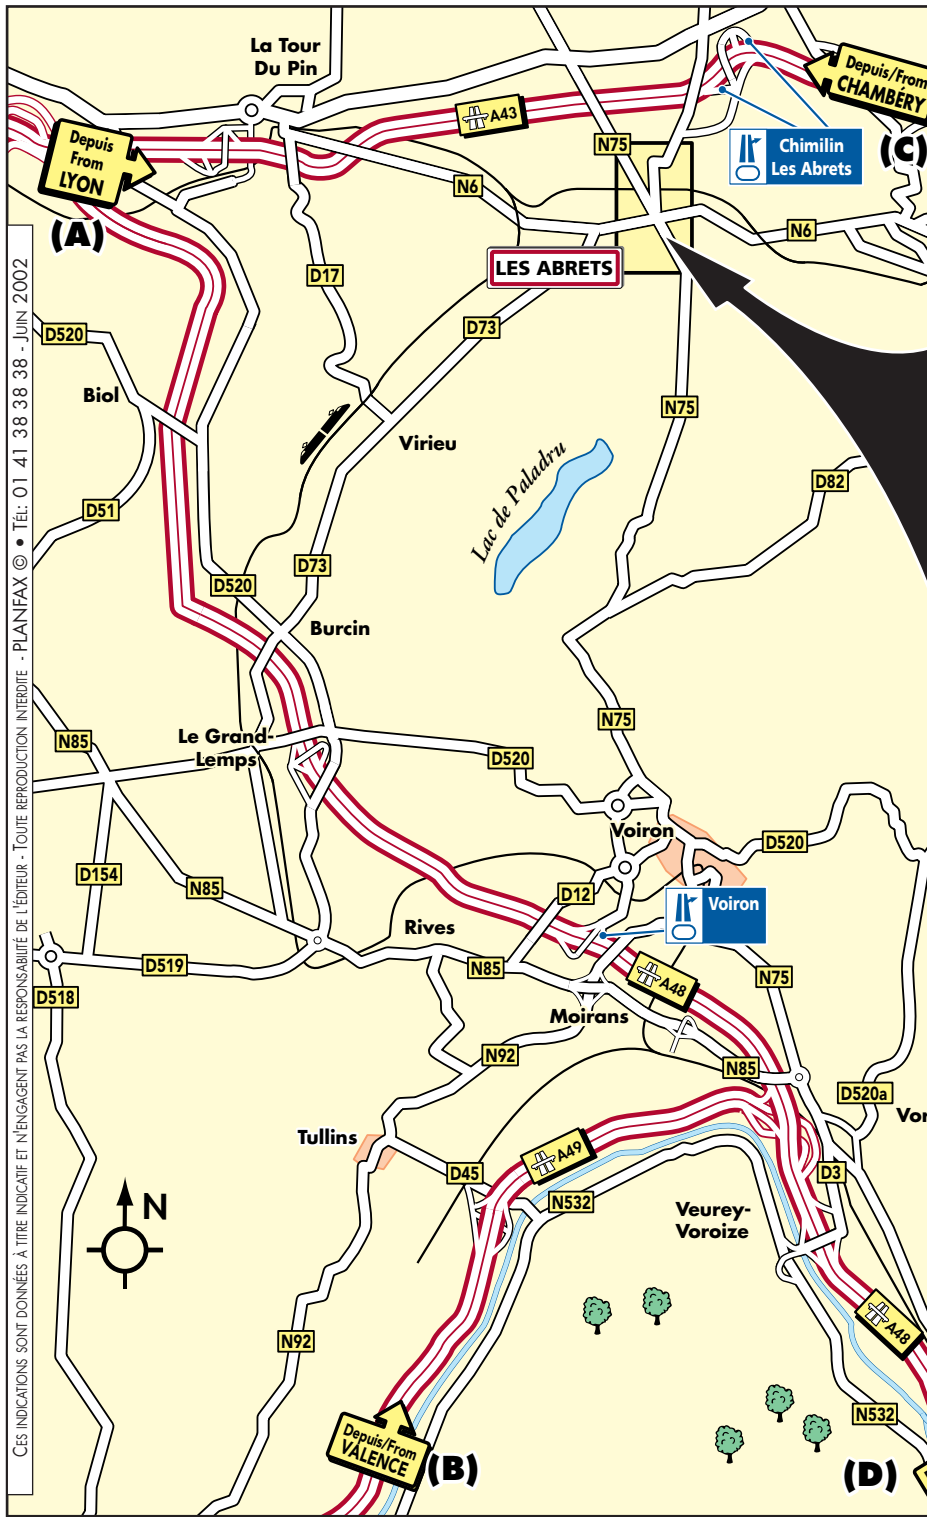 La Tour
Du Pin
Depuis/From
CHAMBÉRY
(C)
A43
N75
Chimilin
Les Abrets
Depuis
From
LYON
(A)
N6
N6
LES ABRETS
D17
D73
D520
Biol
N75
Virieu
Lac de Paladru
D82
D51
D73
D520
Burcin
N75
N85
Le Grand-
Lemps
D520
Voiron
D520
D154
N85
D12
Voiron
Rives
D519
N85
A48
N75
D518
Moirans
N92
N85
D520a
Vor
Tullins
A49
D45
D3
N532
Veurey-
Voroize
N
A48
N92
N532
Depuis/From
VALENCE
(B)
(D)
CES INDICATIONS SONT DONNÉES À TITRE INDICATIF ET N'ENGAGENT PAS LA RESPONSABILITÉ DE L'ÉDITEUR - TOUTE REPRODUCTION INTERDITE - PLANFAX © • TÉL: 01 41 38 38 38 - JUIN 2002